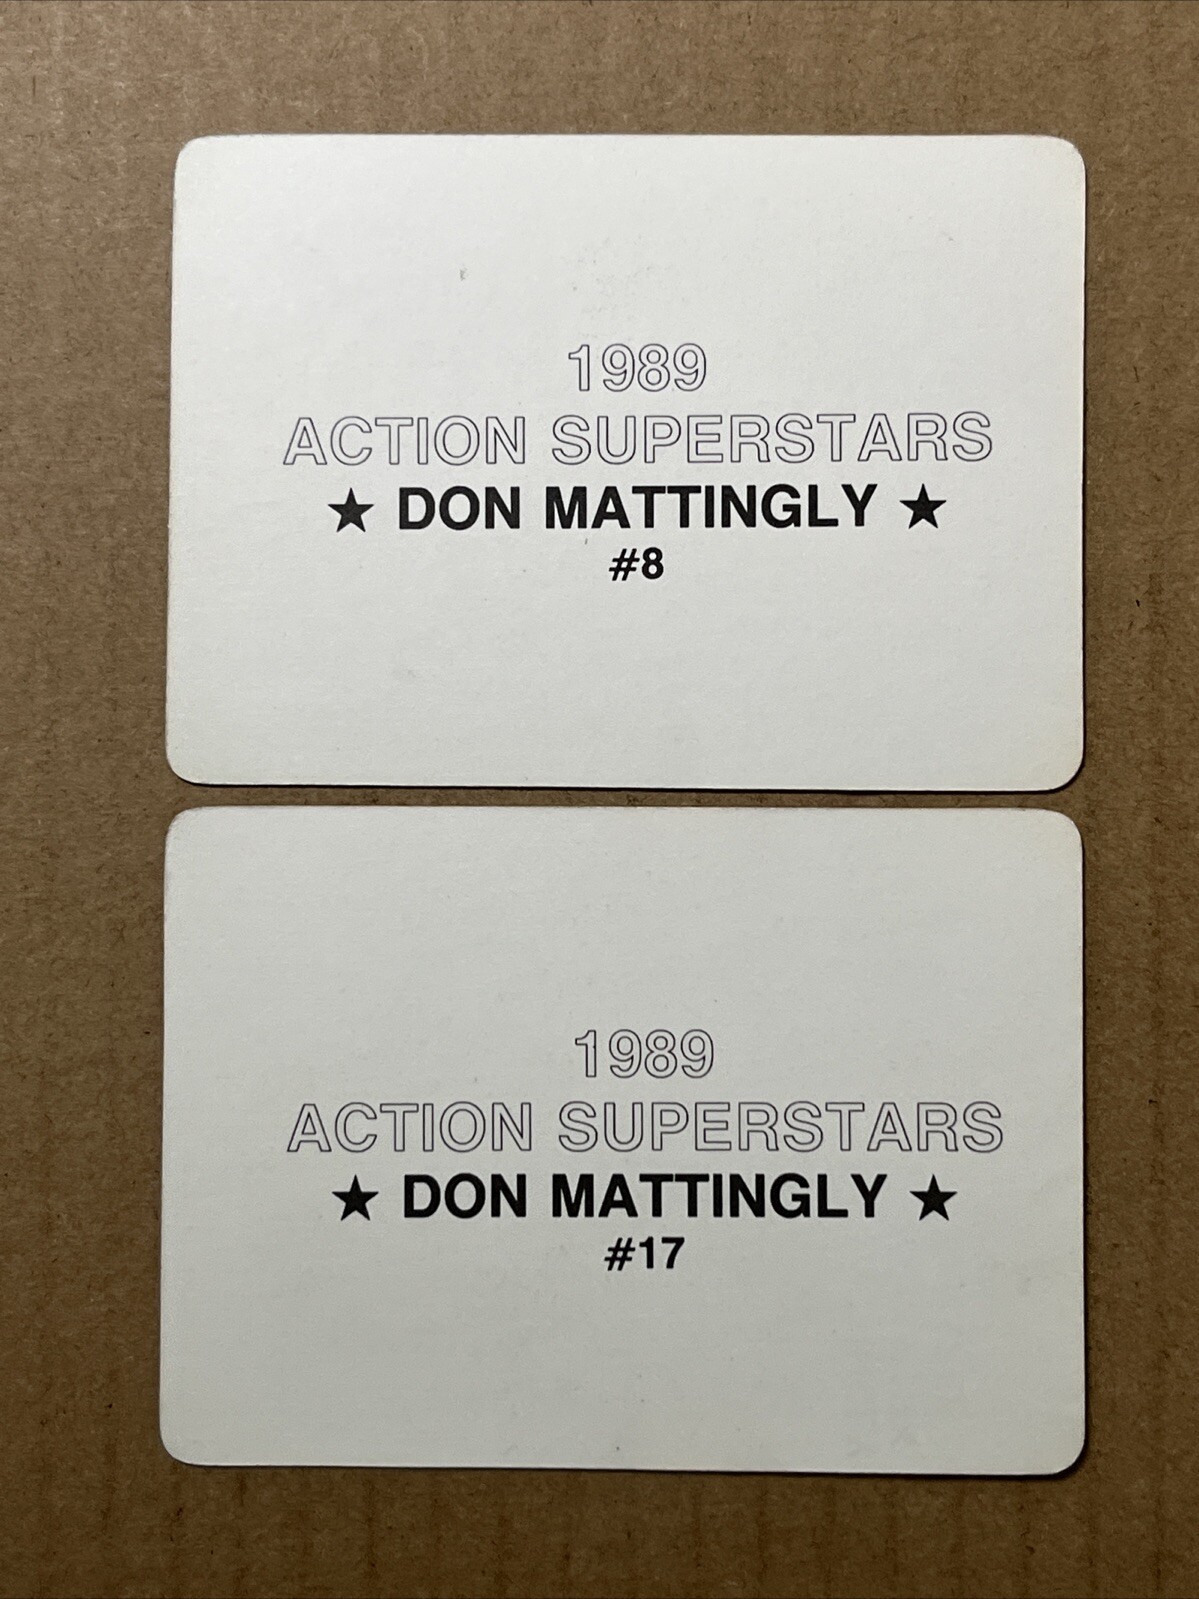 1989
ACTION SUPERSTARS
★ DON MATTINGLY ★
#8
1989
ACTION SUPERSTARS
★ DON MATTINGLY ★
#17